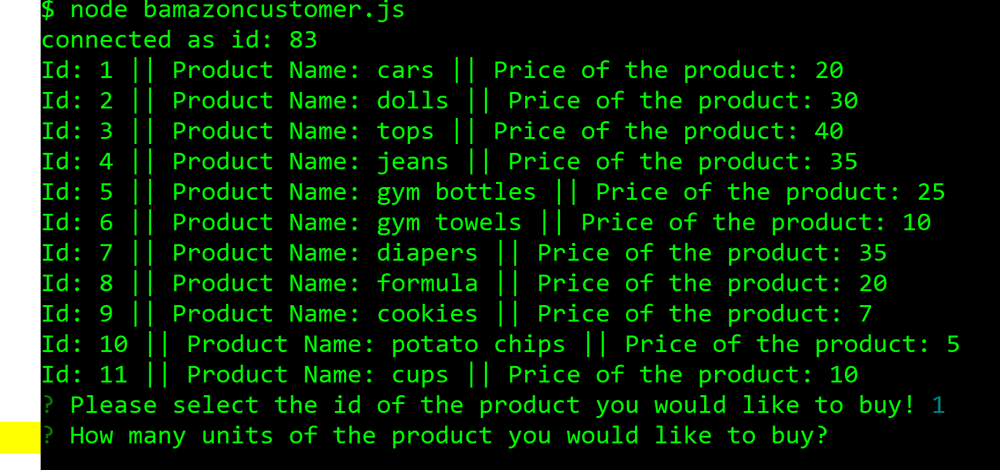 $ node bamazoncustomer.js
connected as id: 83
Id: 1 || Product Name: cars || Price of the product: 20
Id: 2 || Product Name: dolls || Price of the product: 30
Id: 3 || Product Name: tops || Price of the product: 40
Id: 4 || Product Name: jeans || Price of the product: 35
Id: 5 || Product Name: gym bottles || Price of the product: 25
Id: 6 || Product Name: gym towels || Price of the product: 10
Id: 7 || Product Name: diapers || Price of the product: 35
Id: 8 || Product Name: formula || Price of the product: 20
Id: 9 || Product Name: cookies || Price of the product: 7
Id: 10 || Product Name: potato chips || Price of the product: 5
Id: 11 || Product Name: cups || Price of the product: 10
? Please select the id of the product you would like to buy! 1
? How many units of the product you would like to buy?